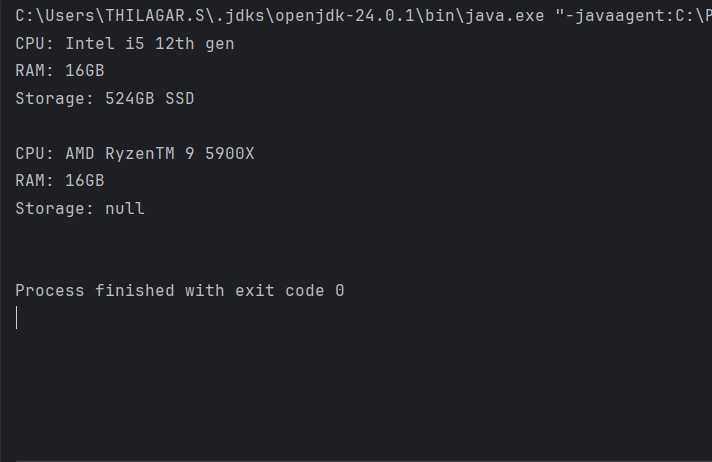 C:\Users\THILAGAR.S\.jdks\openjdk-24.0.1\bin\java.exe "-javaagent:C:\P
CPU: Intel i5 12th gen
RAM: 16GB
Storage: 524GB SSD
CPU: AMD RyzenTM 9 5900X
RAM: 16GB
Storage: null
Process finished with exit code 0